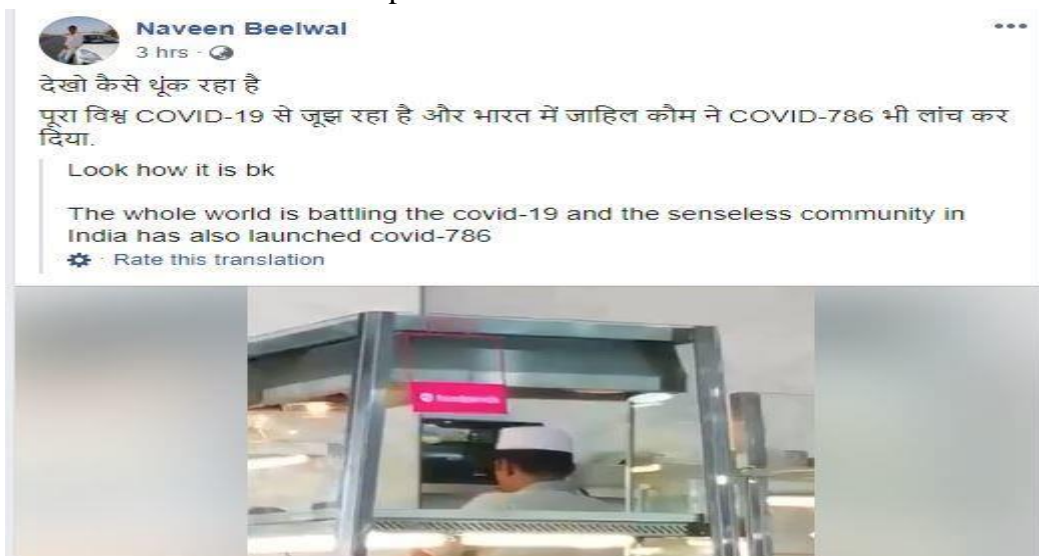 Naveen Beelwal
3 hrs ·
देखो कैसे थूंक रहा है
पूरा विश्व COVID-19 से जूझ रहा है और भारत में जाहिल कौम ने COVID-786 भी लांच कर
दिया.
Look how it is bk
The whole world is battling the covid-19 and the senseless community in
India has also launched covid-786
· Rate this translation
foodpanda